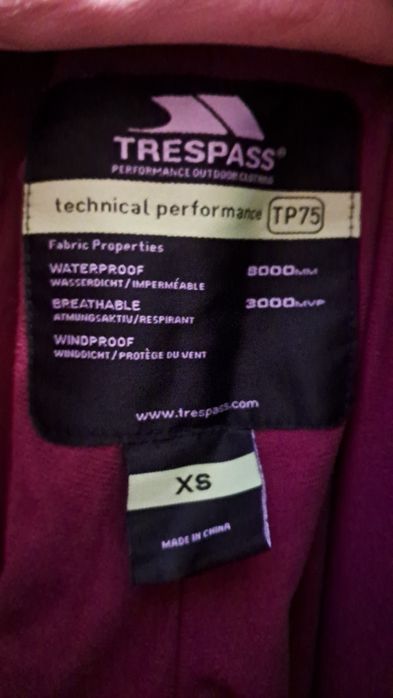 TRESPASS®
PERFORMANCE OUTDOOR CLOTHING
technical performance TP75
Fabric Properties
WATERPROOF 8000MM
WASSERDICHT/IMPERMÉABLE
BREATHABLE 3000MVP
ATMUNGSAKTIV/RESPIRANT
WINDPROOF
WINDDICHT/PROTÈGE DU VENT
www.trespass.com
XS
MADE IN CHINA